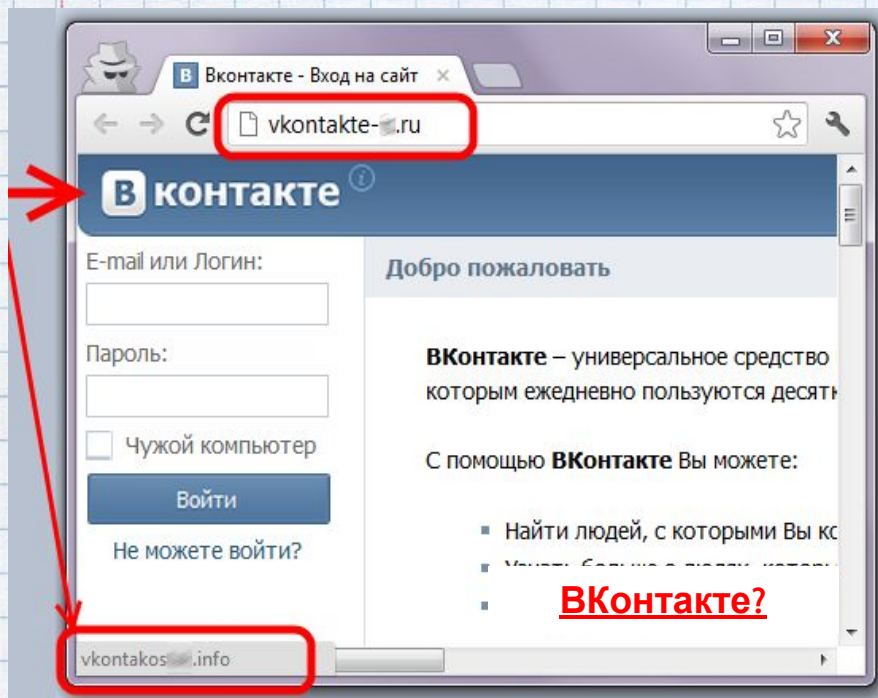 Вконтакте - Вход на сайт
vkontakte- .ru
В контакте
E-mail или Логин:
Пароль:
Чужой компьютер
Войти
Не можете войти?
Добро пожаловать
ВКонтакте – универсальное средство
которым ежедневно пользуются десятк
С помощью ВКонтакте Вы можете:
Найти людей, с которыми Вы кс
ВКонтакте?
vkontakos .info